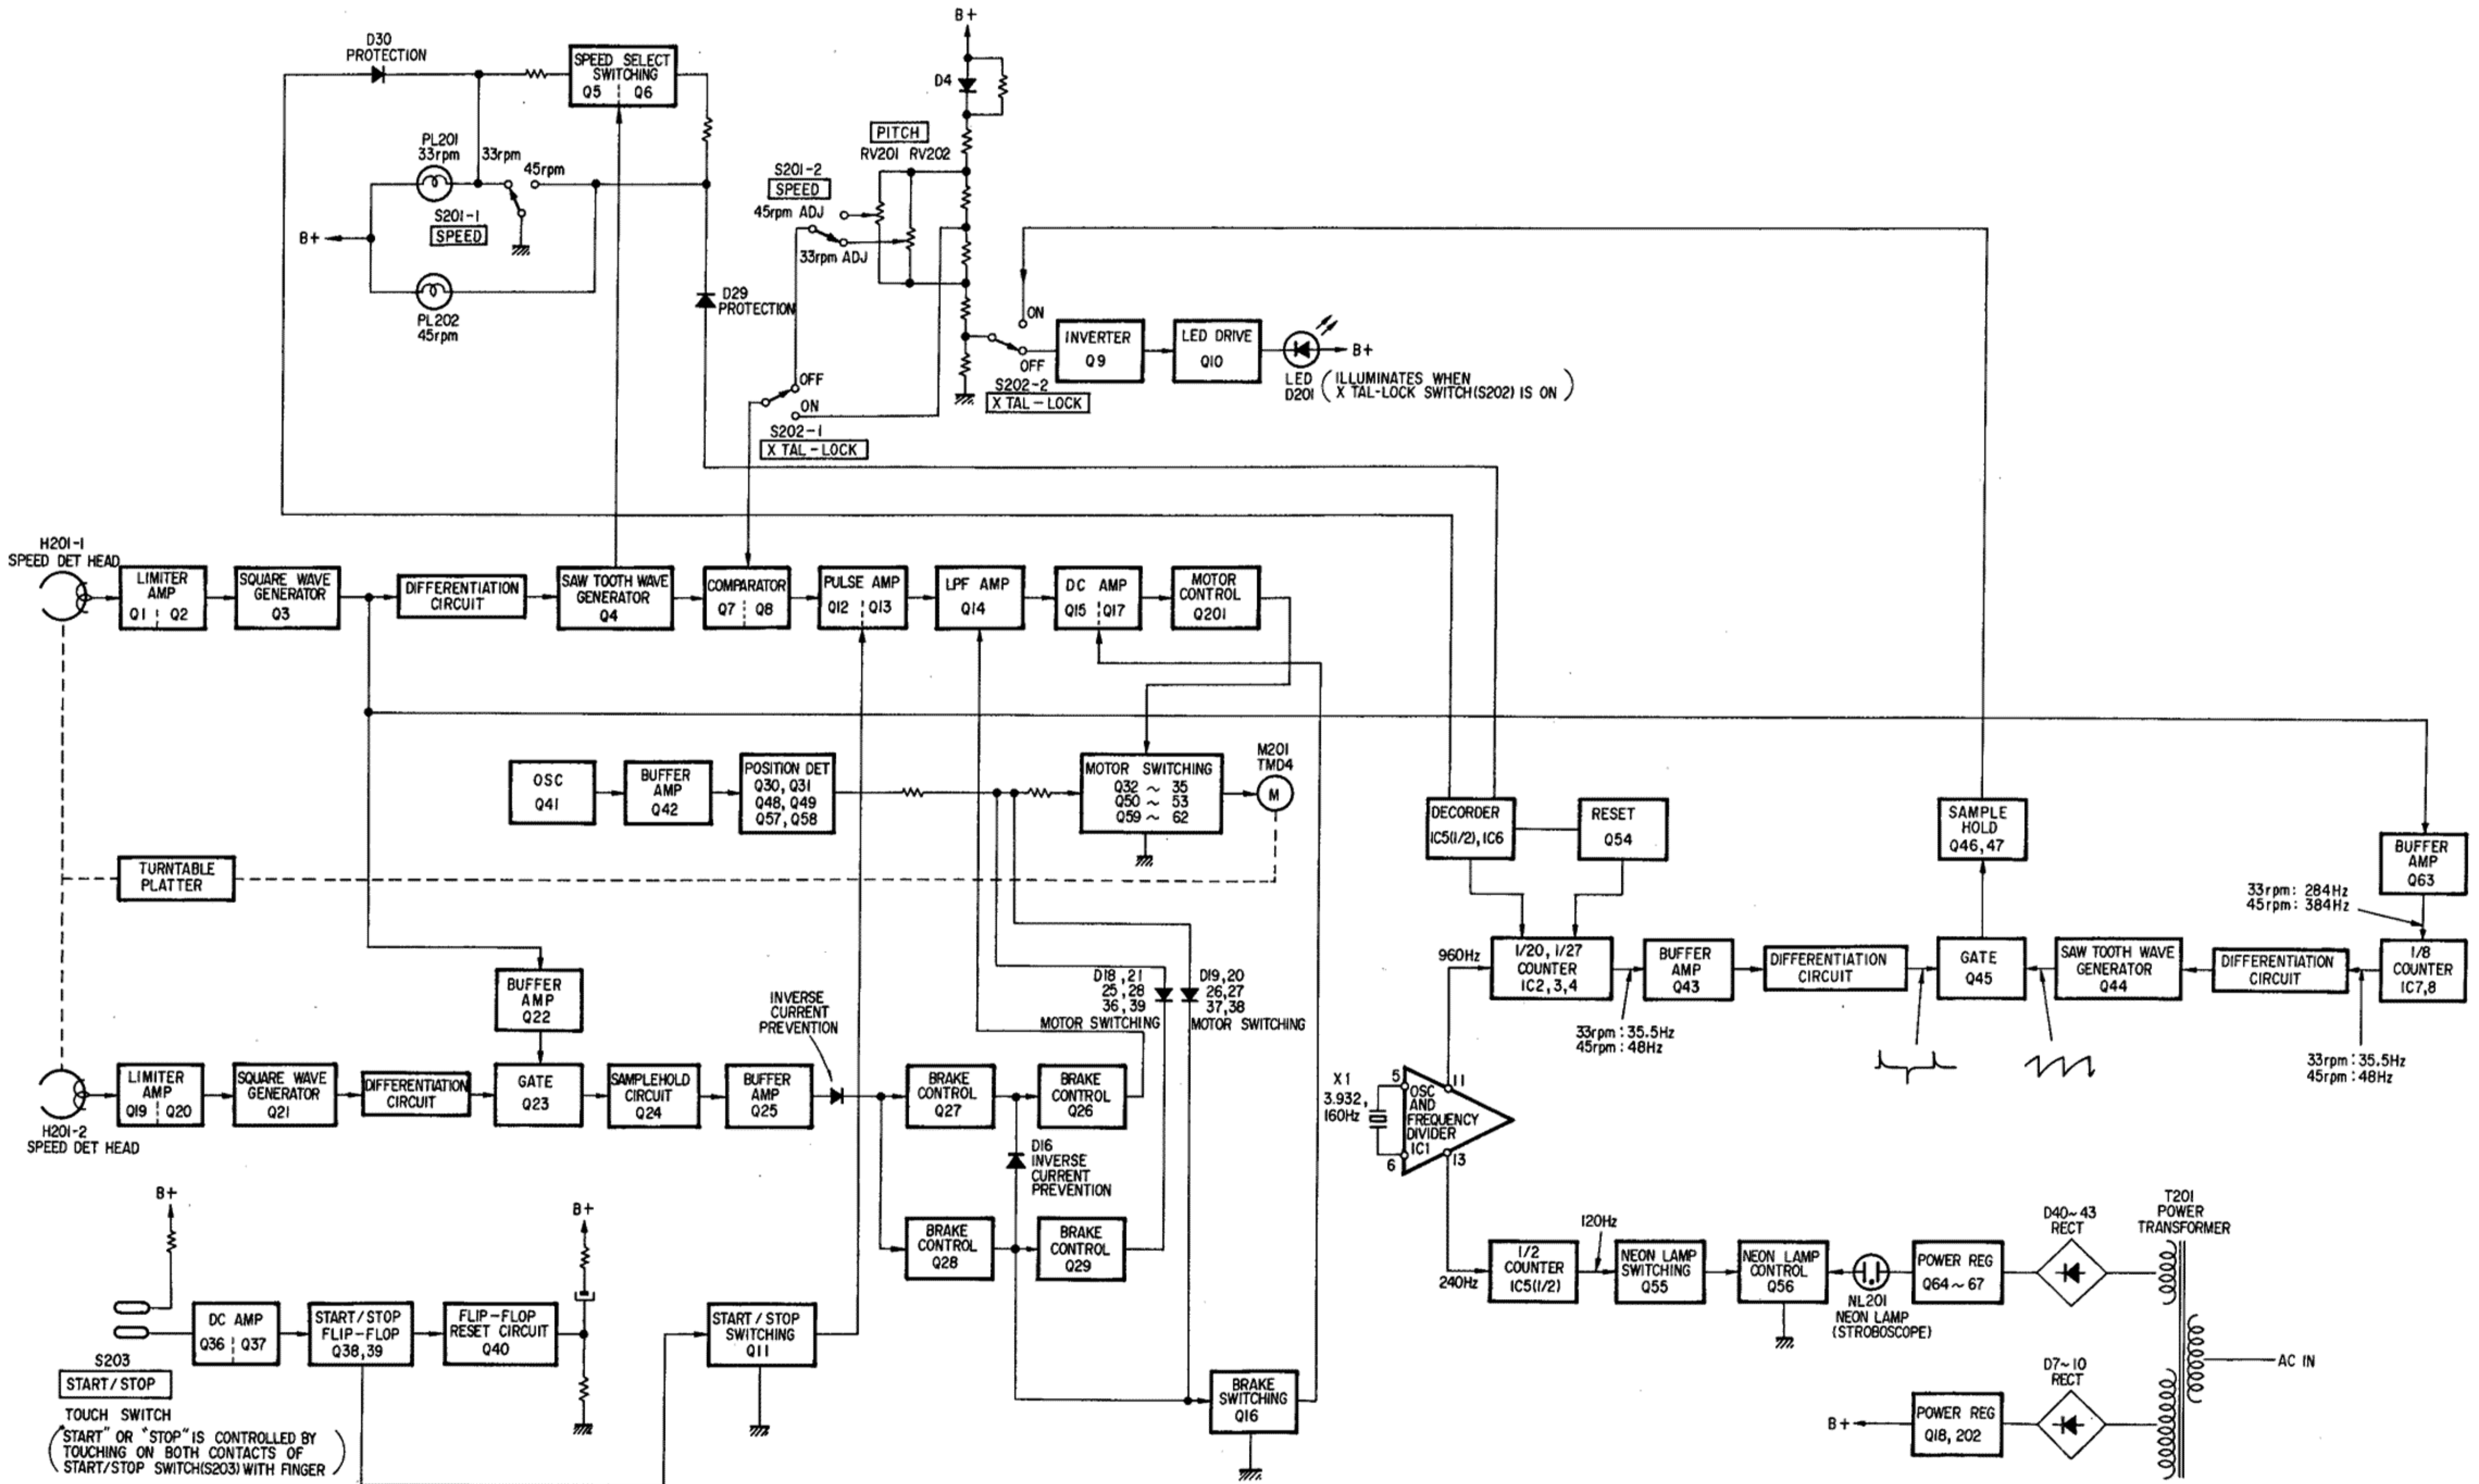 B+
D30
PROTECTION
SPEED SELECT
SWITCHING
Q5 Q6
D4
PL201
33rpm
33rpm
45rpm
S201-1
SPEED
B+
PL202
45rpm
PITCH
RV201 RV202
S201-2
SPEED
45rpm ADJ
33rpm ADJ
D29
PROTECTION
OFF
ON
S202-1
X TAL-LOCK
ON
OFF
S202-2
X TAL-LOCK
INVERTER
Q9
LED DRIVE
Q10
B+
LED
D201
(ILLUMINATES WHEN
X TAL-LOCK SWITCH(S202) IS ON)
H201-1
SPEED DET HEAD
LIMITER
AMP
Q1 Q2
SQUARE WAVE
GENERATOR
Q3
DIFFERENTIATION
CIRCUIT
SAW TOOTH WAVE
GENERATOR
Q4
COMPARATOR
Q7 Q8
PULSE AMP
Q12 Q13
LPF AMP
Q14
DC AMP
Q15 Q17
MOTOR
CONTROL
Q201
OSC
Q41
BUFFER
AMP
Q42
POSITION DET
Q30, Q31
Q48, Q49
Q57, Q58
MOTOR SWITCHING
Q32 ~ 35
Q50 ~ 53
Q59 ~ 62
M201
TMD4
M
TURNTABLE
PLATTER
DECORDER
IC5(1/2), IC6
RESET
Q54
SAMPLE
HOLD
Q46, 47
BUFFER
AMP
Q63
33rpm: 284Hz
45rpm: 384Hz
960Hz
1/20, 1/27
COUNTER
IC2, 3, 4
BUFFER
AMP
Q43
DIFFERENTIATION
CIRCUIT
GATE
Q45
SAW TOOTH WAVE
GENERATOR
Q44
DIFFERENTIATION
CIRCUIT
1/8
COUNTER
IC7,8
33rpm: 35.5Hz
45rpm: 48Hz
33rpm: 35.5Hz
45rpm: 48Hz
BUFFER
AMP
Q22
INVERSE
CURRENT
PREVENTION
D18, 21
25, 28
36, 39
MOTOR SWITCHING
D19, 20
26, 27
37, 38
MOTOR SWITCHING
LIMITER
AMP
Q19 Q20
SQUARE WAVE
GENERATOR
Q21
DIFFERENTIATION
CIRCUIT
GATE
Q23
SAMPLEHOLD
CIRCUIT
Q24
BUFFER
AMP
Q25
BRAKE
CONTROL
Q27
BRAKE
CONTROL
Q26
H201-2
SPEED DET HEAD
D16
INVERSE
CURRENT
PREVENTION
BRAKE
CONTROL
Q28
BRAKE
CONTROL
Q29
X1
3.932,
160Hz
5
6
11
13
OSC
AND
FREQUENCY
DIVIDER
IC1
B+
B+
DC AMP
Q36 Q37
START/STOP
FLIP-FLOP
Q38,39
FLIP-FLOP
RESET CIRCUIT
Q40
START/STOP
SWITCHING
Q11
BRAKE
SWITCHING
Q16
S203
START/STOP
TOUCH SWITCH
("START" OR "STOP" IS CONTROLLED BY
TOUCHING ON BOTH CONTACTS OF
START/STOP SWITCH(S203) WITH FINGER)
240Hz
1/2
COUNTER
IC5(1/2)
120Hz
NEON LAMP
SWITCHING
Q55
NEON LAMP
CONTROL
Q56
NL201
NEON LAMP
(STROBOSCOPE)
POWER REG
Q64 ~ 67
D40~43
RECT
T201
POWER
TRANSFORMER
AC IN
B+
POWER REG
Q18, 202
D7~10
RECT